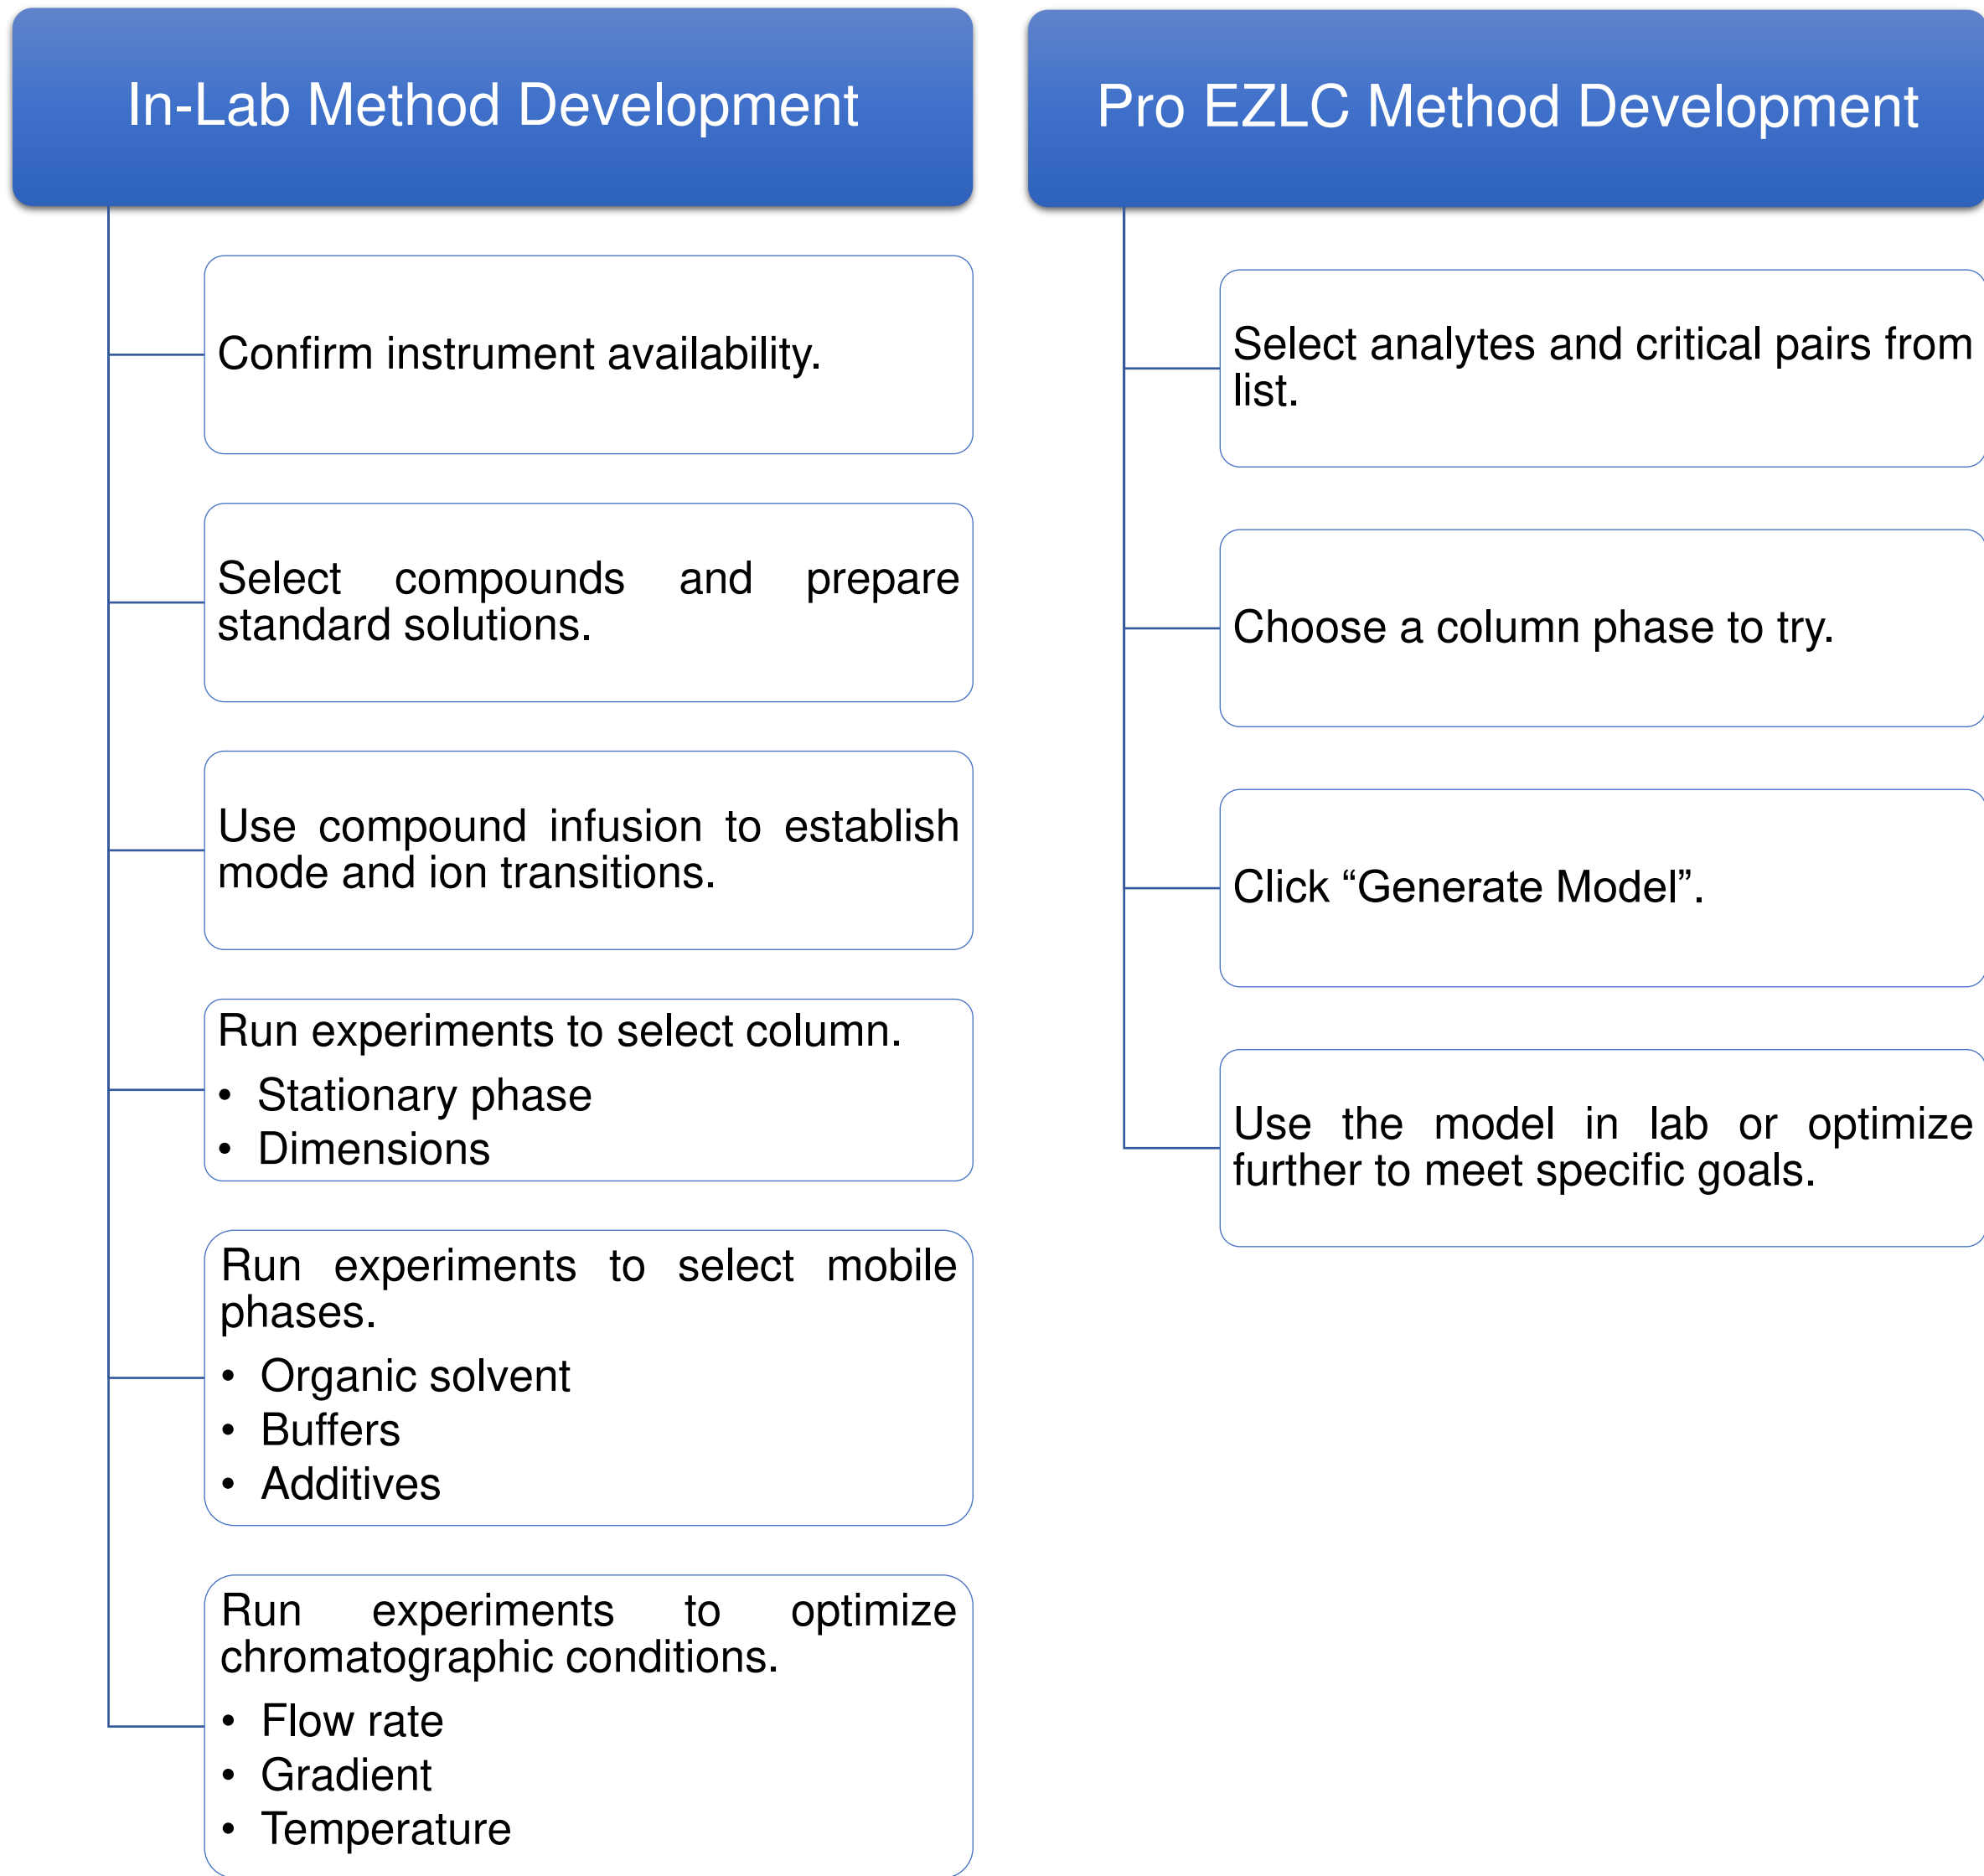 In-Lab Method Development
Confirm instrument availability.
Select compounds and prepare
standard solutions.
Use compound infusion to establish
mode and ion transitions.
Run experiments to select column.
• Stationary phase
• Dimensions
Run experiments to select mobile
phases.
• Organic solvent
• Buffers
• Additives
Run experiments to optimize
chromatographic conditions.
• Flow rate
• Gradient
• Temperature
Pro EZLC Method Development
Select analytes and critical pairs from
list.
Choose a column phase to try.
Click “Generate Model”.
Use the model in lab or optimize
further to meet specific goals.